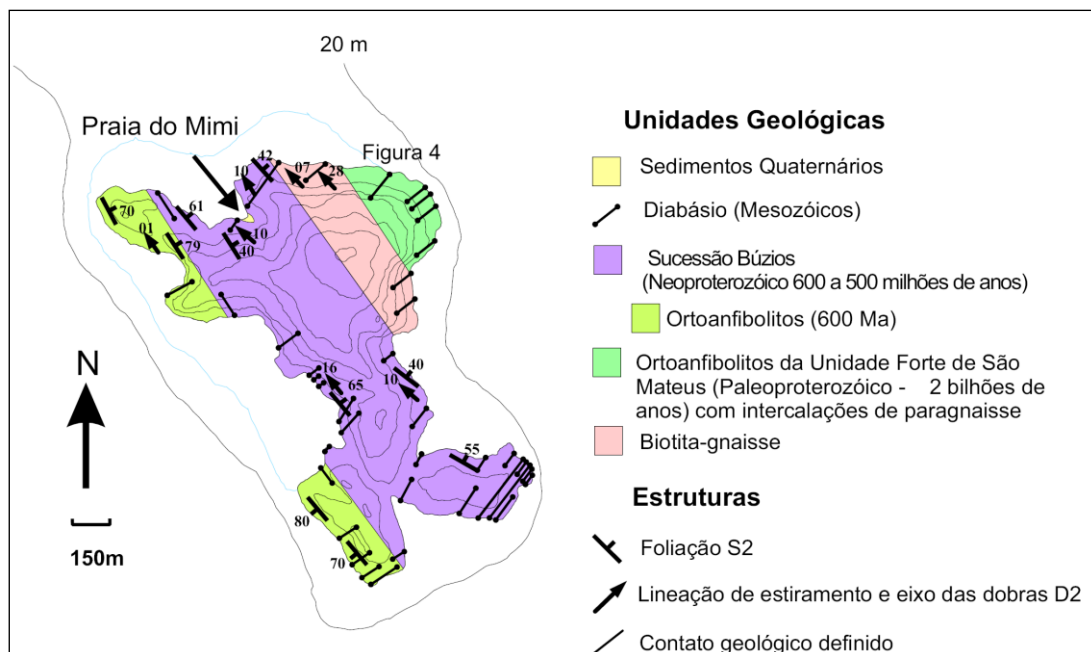 20 m
Praia do Mimi
Figura 4
42
10
07
28
70
61
01
79
10
40
16
65
40
10
55
80
70
N
150m
Unidades Geológicas
Sedimentos Quaternários
Diabásio (Mesozóicos)
Sucessão Búzios
(Neoproterozóico 600 a 500 milhões de anos)
Ortoanfibolitos (600 Ma)
Ortoanfibolitos da Unidade Forte de São
Mateus (Paleoproterozóico - 2 bilhões de
anos) com intercalações de paragnaisse
Biotita-gnaisse
Estruturas
Foliação S2
Lineação de estiramento e eixo das dobras D2
Contato geológico definido